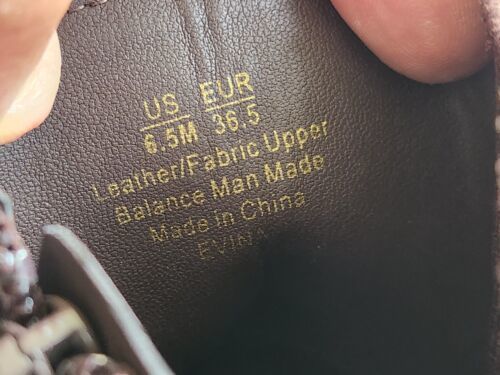 US EUR
6.5M 36.5
Leather/Fabric Upper
Balance Man Made
Made in China